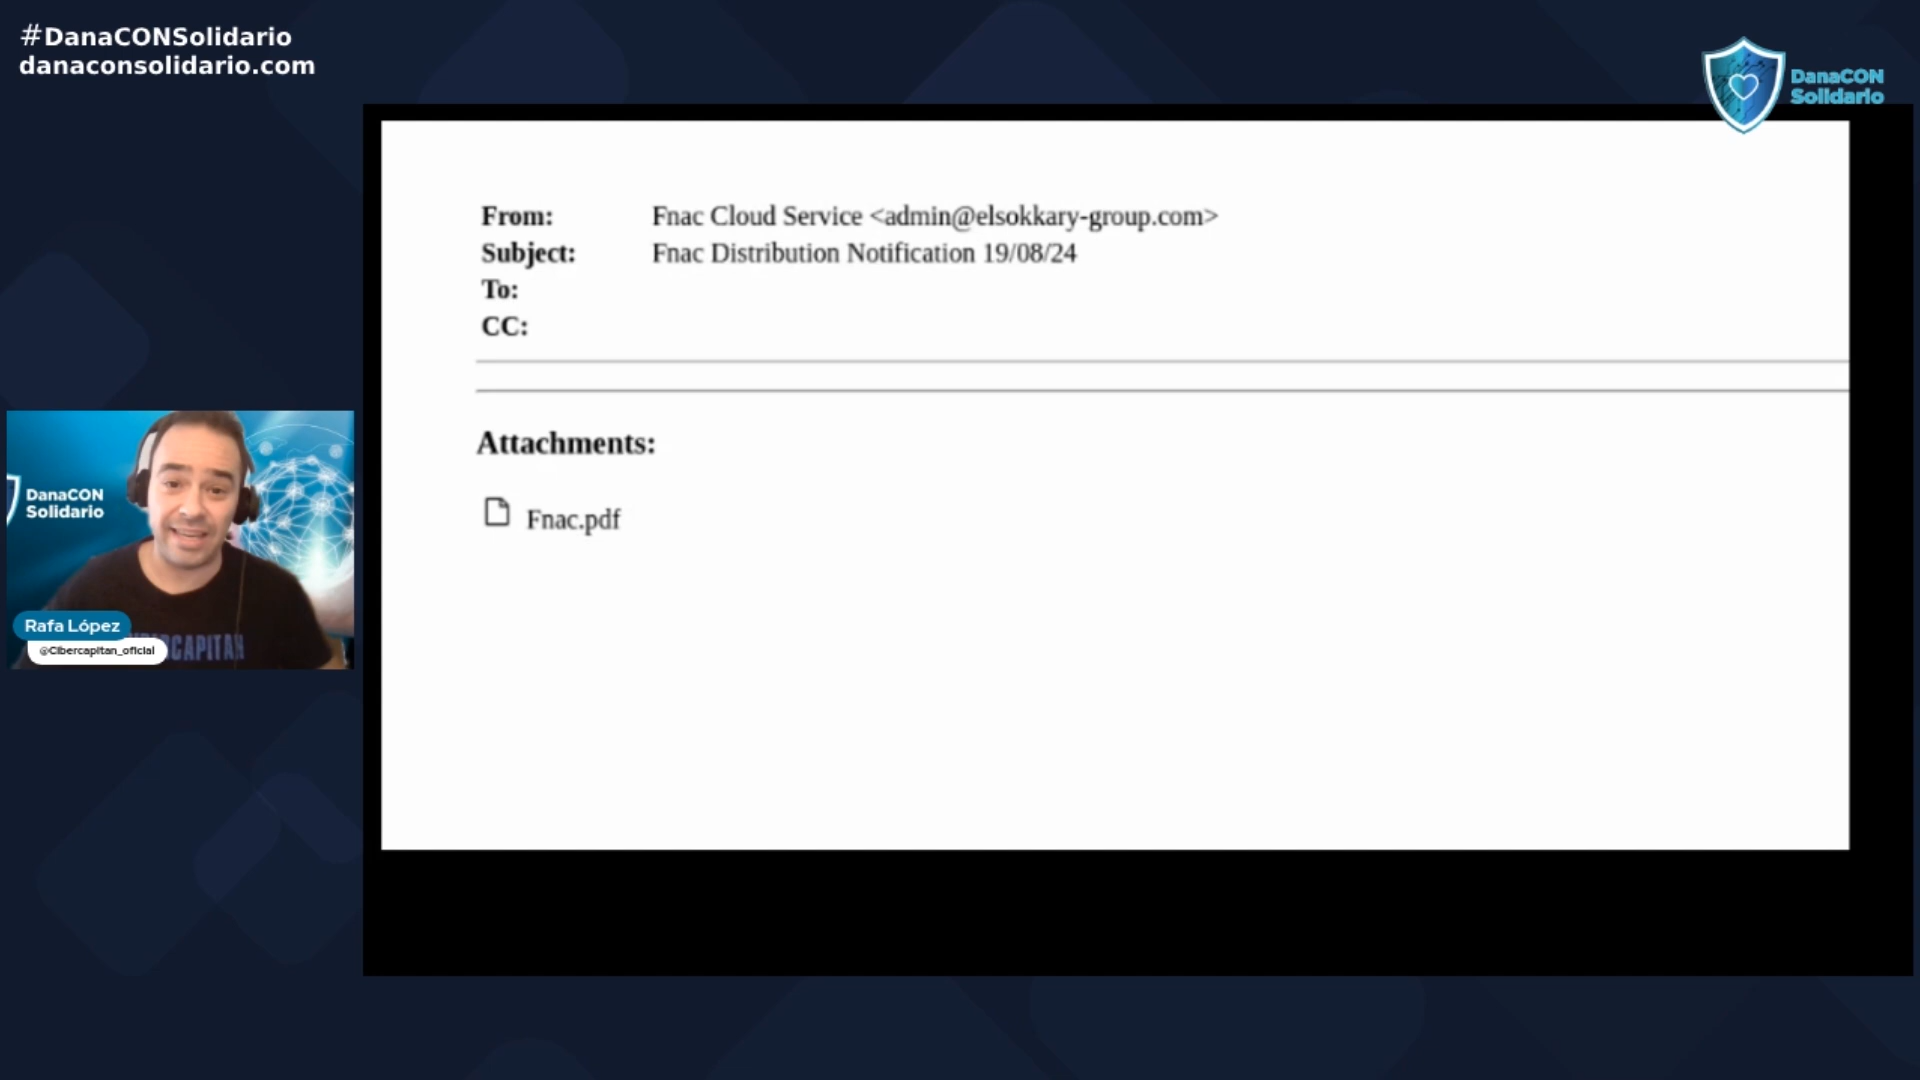 #DanaCONSolidario
danaconsolidario.com
DanaCON
Solidario
From: Fnac Cloud Service <admin@elsokkary-group.com>
Subject: Fnac Distribution Notification 19/08/24
To:
CC:
Attachments:
Fnac.pdf
DanaCON
Solidario
Rafa López
@Cibercapitan_oficial